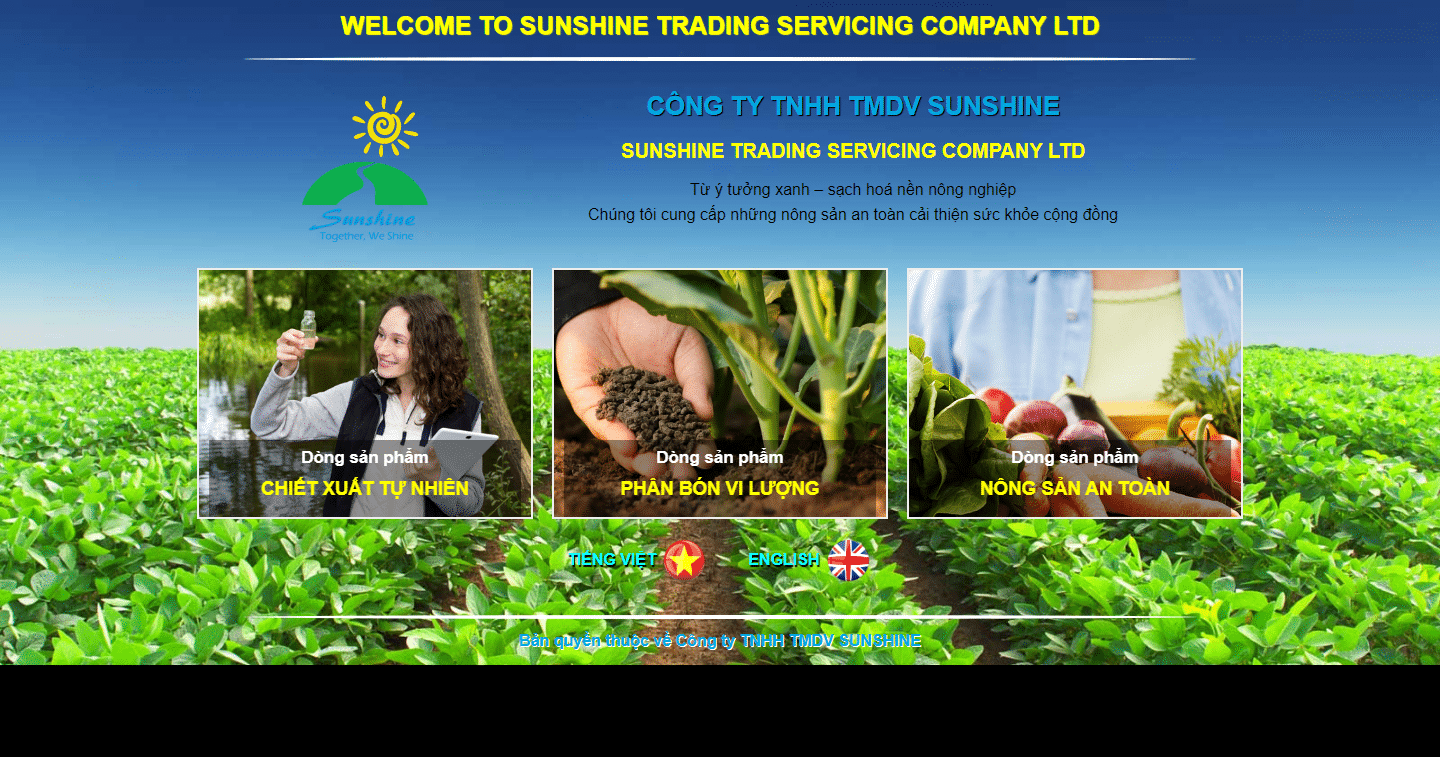 WELCOME TO SUNSHINE TRADING SERVICING COMPANY LTD
CÔNG TY TNHH TMDV SUNSHINE
SUNSHINE TRADING SERVICING COMPANY LTD
Từ ý tưởng xanh – sạch hoá nền nông nghiệp
Chúng tôi cung cấp những nông sản an toàn cải thiện sức khỏe cộng đồng
Sunshine
Together, We Shine
Dòng sản phẩm
CHIẾT XUẤT TỰ NHIÊN
Dòng sản phẩm
PHÂN BÓN VI LƯỢNG
Dòng sản phẩm
NÔNG SẢN AN TOÀN
TIẾNG VIỆT
ENGLISH
Bản quyền thuộc về Công ty TNHH TMDV SUNSHINE